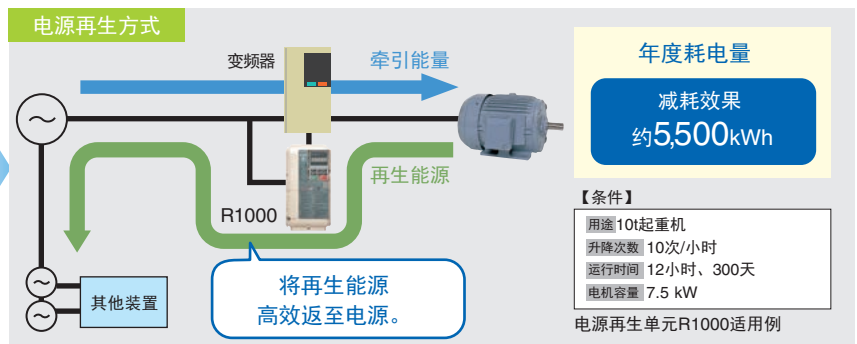 电源再生方式
变频器
牵引能量
再生能源
R1000
将再生能源
高效返至电源。
其他装置
年度耗电量
减耗效果
约5,500kWh
【条件】
用途 10t起重机
升降次数 10次/小时
运行时间 12小时、300天
电机容量 7.5 kW
电源再生单元R1000适用例